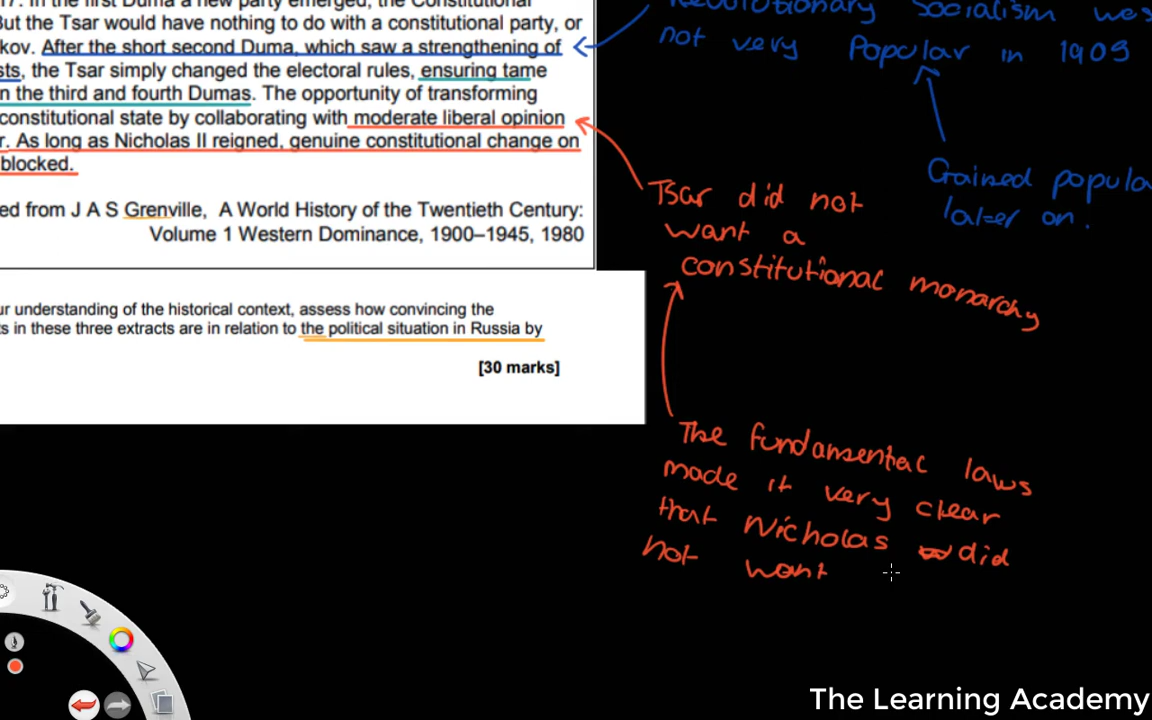 17. In the first Duma a new party emerged, the Constitutional
But the Tsar would have nothing to do with a constitutional party, or
kov. After the short second Duma, which saw a strengthening of
sts, the Tsar simply changed the electoral rules, ensuring tame
n the third and fourth Dumas. The opportunity of transforming
constitutional state by collaborating with moderate liberal opinion
r. As long as Nicholas II reigned, genuine constitutional change on
blocked.
ed from J A S Grenville, A World History of the Twentieth Century:
Volume 1 Western Dominance, 1900–1945, 1980
ur understanding of the historical context, assess how convincing the
ts in these three extracts are in relation to the political situation in Russia by
[30 marks]
Revolutionary Socialism was
not very Popular in 1909
Gained popula
later on.
Tsar did not
want a
constitutional monarchy
The fundamental laws
made it very clear
that Nicholas did
not want
The Learning Academy